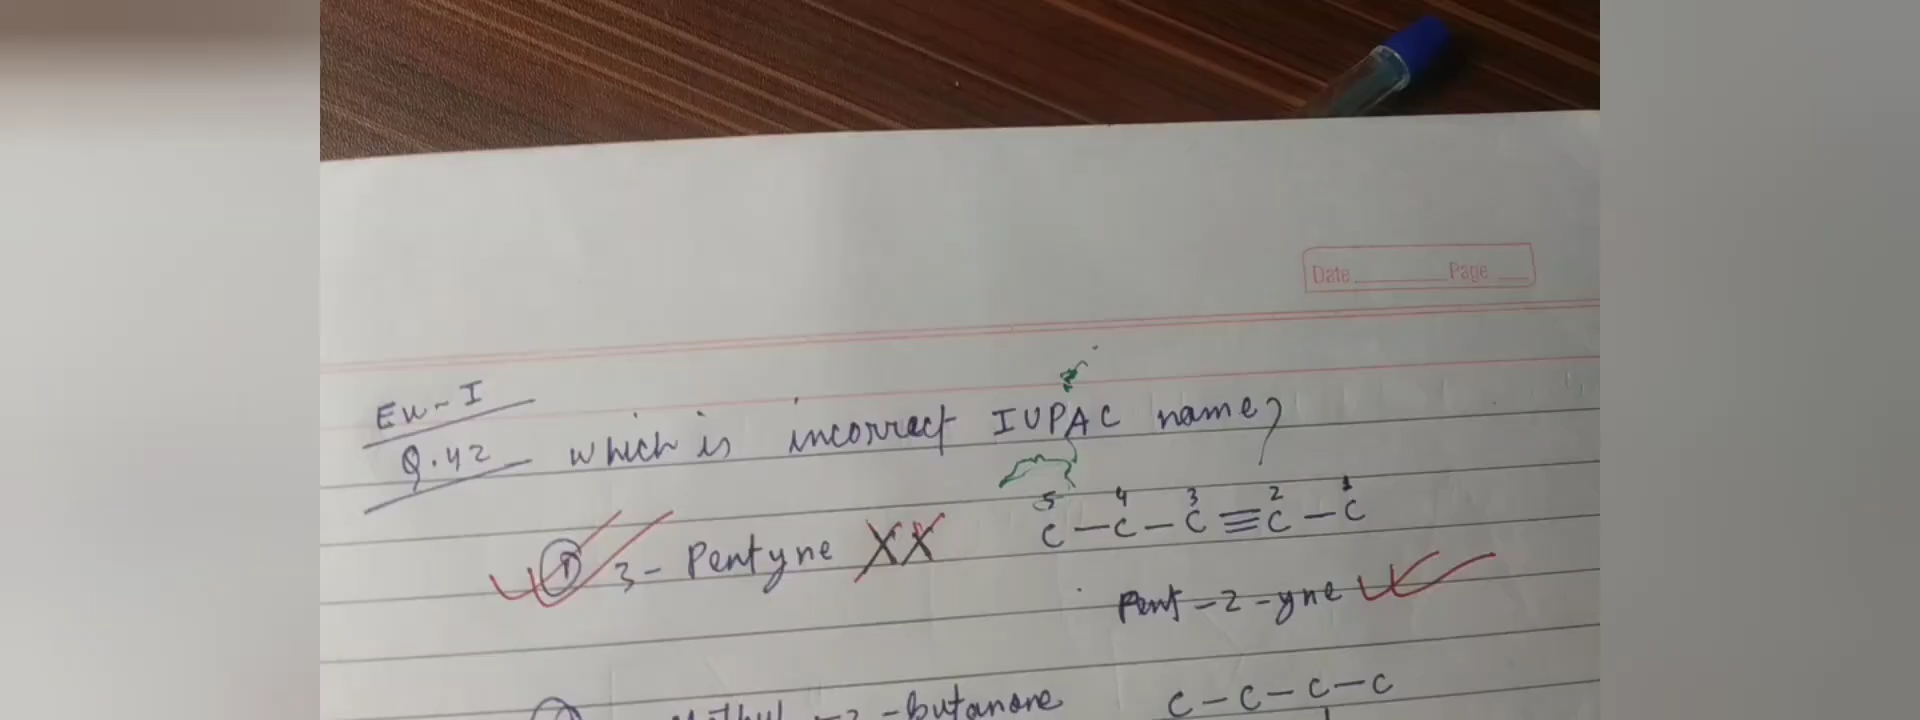 Date Page
Ex-I
Q.42 which is incorrect IUPAC name?
5 4 3 2 1
C-C-C≡C-C
① 3-Pentyne XX
Pent-2-yne
-butanone C-C-C-C